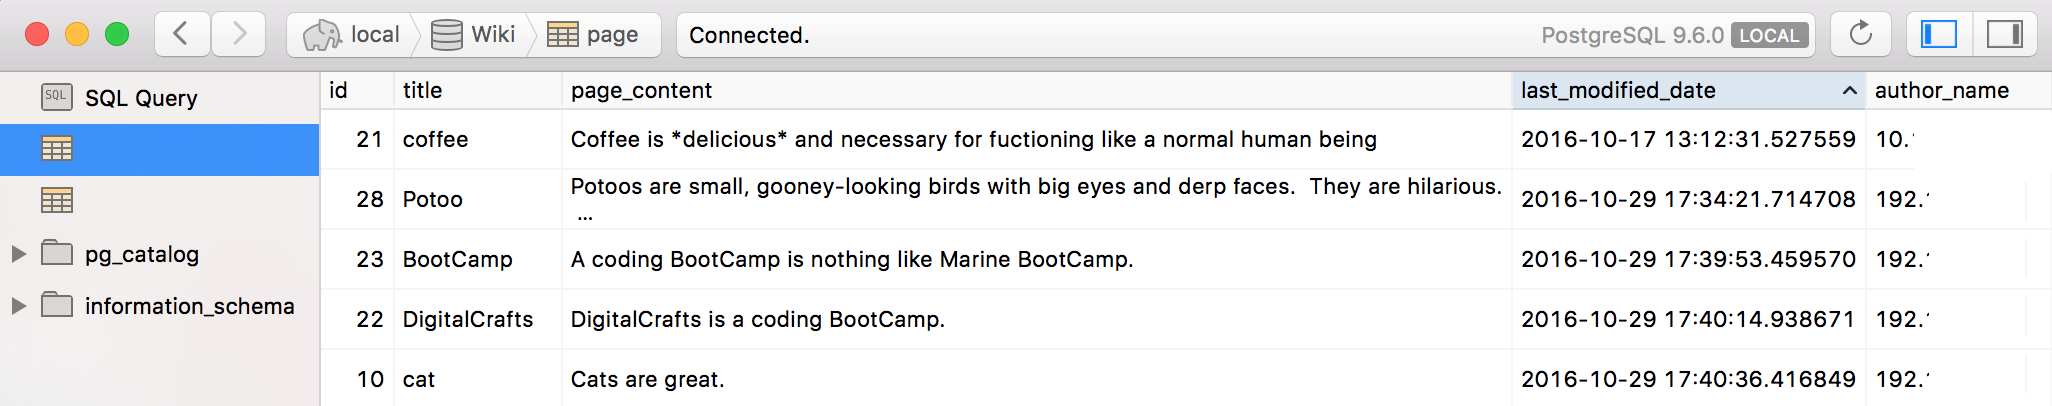 local Wiki page Connected. PostgreSQL 9.6.0 LOCAL
SQL SQL Query
pg_catalog
information_schema
id title page_content last_modified_date author_name
21 coffee Coffee is *delicious* and necessary for fuctioning like a normal human being 2016-10-17 13:12:31.527559 10.
28 Potoo Potoos are small, gooney-looking birds with big eyes and derp faces.  They are hilarious. 2016-10-29 17:34:21.714708 192.
…
23 BootCamp A coding BootCamp is nothing like Marine BootCamp. 2016-10-29 17:39:53.459570 192.
22 DigitalCrafts DigitalCrafts is a coding BootCamp. 2016-10-29 17:40:14.938671 192.
10 cat Cats are great. 2016-10-29 17:40:36.416849 192.